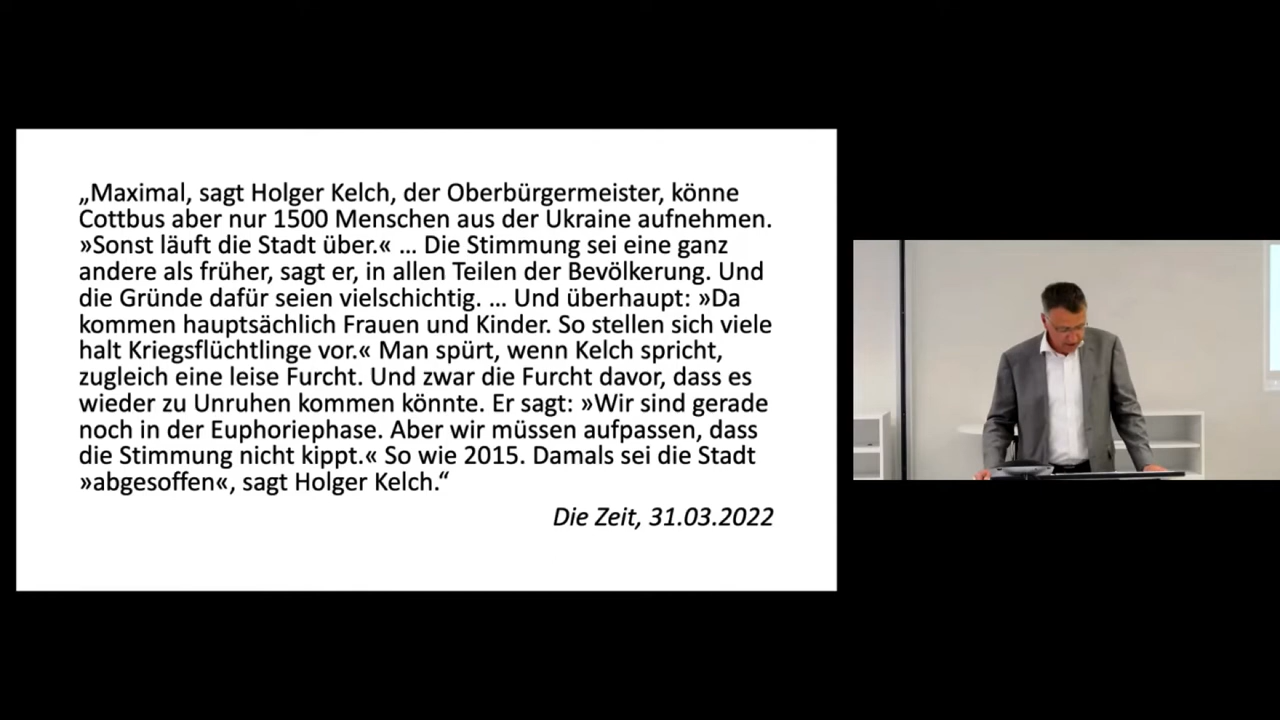 „Maximal, sagt Holger Kelch, der Oberbürgermeister, könne
Cottbus aber nur 1500 Menschen aus der Ukraine aufnehmen.
»Sonst läuft die Stadt über.« … Die Stimmung sei eine ganz
andere als früher, sagt er, in allen Teilen der Bevölkerung. Und
die Gründe dafür seien vielschichtig. … Und überhaupt: »Da
kommen hauptsächlich Frauen und Kinder. So stellen sich viele
halt Kriegsflüchtlinge vor.« Man spürt, wenn Kelch spricht,
zugleich eine leise Furcht. Und zwar die Furcht davor, dass es
wieder zu Unruhen kommen könnte. Er sagt: »Wir sind gerade
noch in der Euphoriephase. Aber wir müssen aufpassen, dass
die Stimmung nicht kippt.« So wie 2015. Damals sei die Stadt
»abgesoffen«, sagt Holger Kelch.“
Die Zeit, 31.03.2022